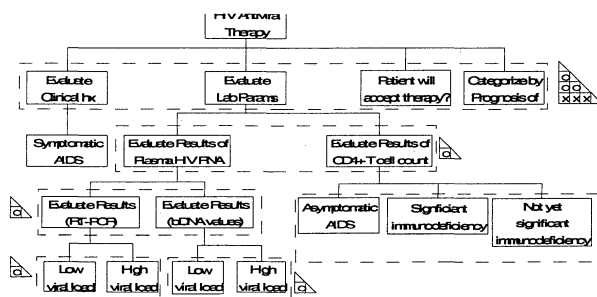 HIV Antiviral
Therapy
Evaluate
Clinical hx
Evaluate
Lab Params
Patient will
accept therapy?
Categorize by
Prognosis of
a
a a
x x x
Symptomatic
AIDS
Evaluate Results of
Plasma HIV RNA
Evaluate Results of
CD4+ T cell count
a
a
Evaluate Results
(RT-PCR)
Evaluate Results
(bDNA values)
Asymptomatic
AIDS
Signficiant
immunodeficiency
Not yet
significant
immunodeficiency
a
Low
viral load
High
viral load
Low
viral load
High
viral load
a